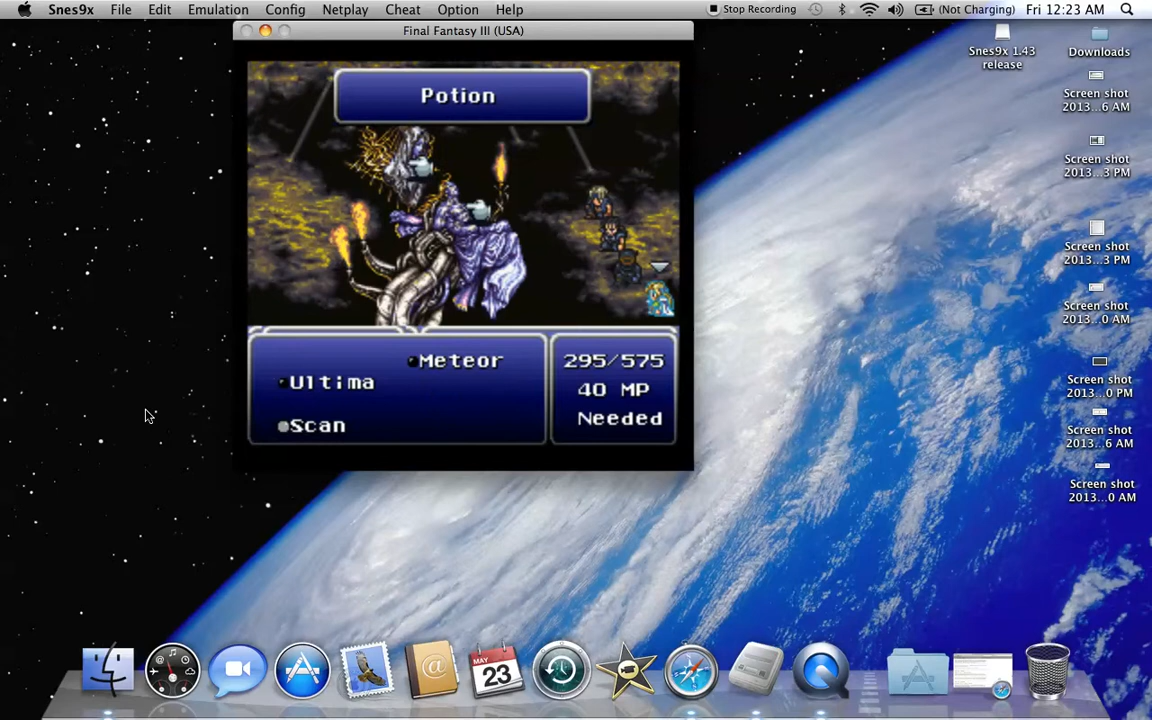 Snes9x File Edit Emulation Config Netplay Cheat Option Help Stop Recording (Not Charging) Fri 12:23 AM
Final Fantasy III (USA)
Snes9x 1.43
release
Downloads
Screen shot
2013...6 AM
Screen shot
2013...3 PM
Screen shot
2013...3 PM
Screen shot
2013...0 AM
Screen shot
2013...0 PM
Screen shot
2013...6 AM
Screen shot
2013...0 AM
Potion
Meteor
Ultima
Scan
295/575
40 MP
Needed
MAY
23